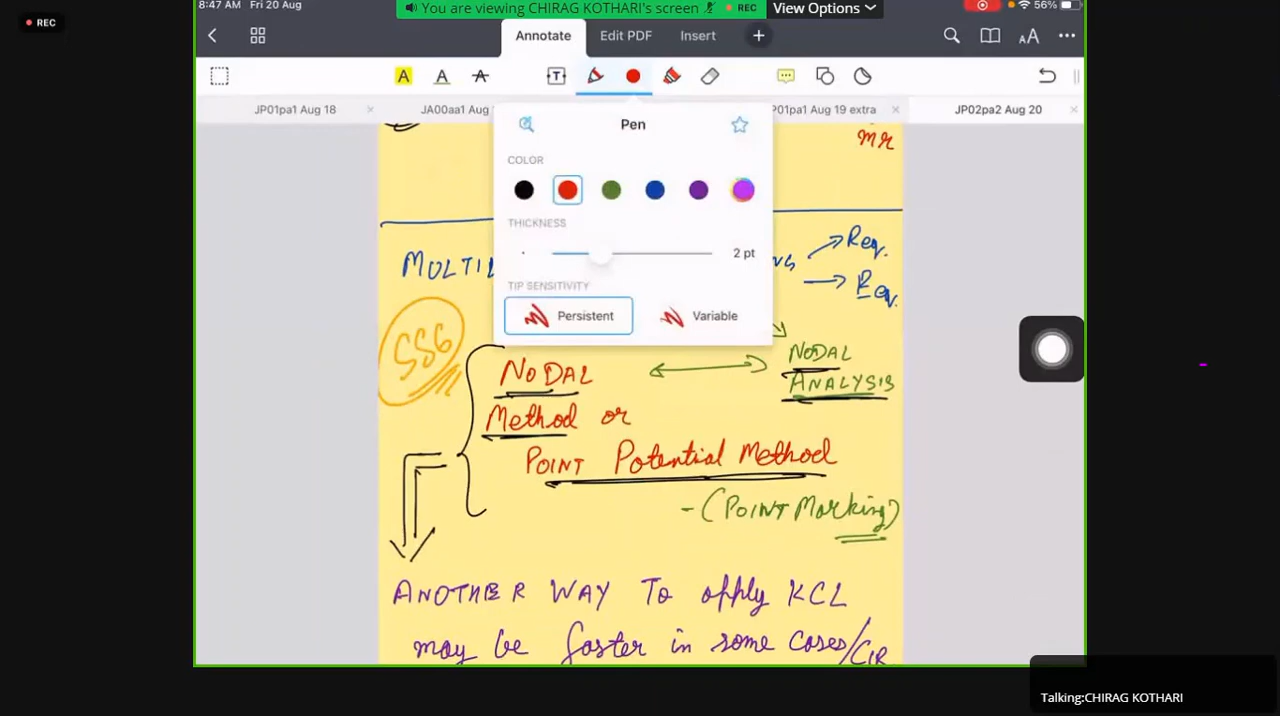 REC
8:47 AM Fri 20 Aug
You are viewing CHIRAG KOTHARI's screen
REC
View Options
56%
Annotate
Edit PDF
Insert
+
AA
A A A
T
JP01pa1 Aug 18 ×
JA00aa1 Aug
P01pa1 Aug 19 extra ×
JP02pa2 Aug 20 ×
Pen
COLOR
THICKNESS
2 pt
TIP SENSITIVITY
Persistent
Variable
mr
MULTI
Req.
Req.
SSG
NODAL
Method or
POINT Potential Method
NODAL
ANALYSIS
- (POINT Marking)
ANOTHER WAY To apply KCL
may be faster in some cases/CIR
Talking:CHIRAG KOTHARI